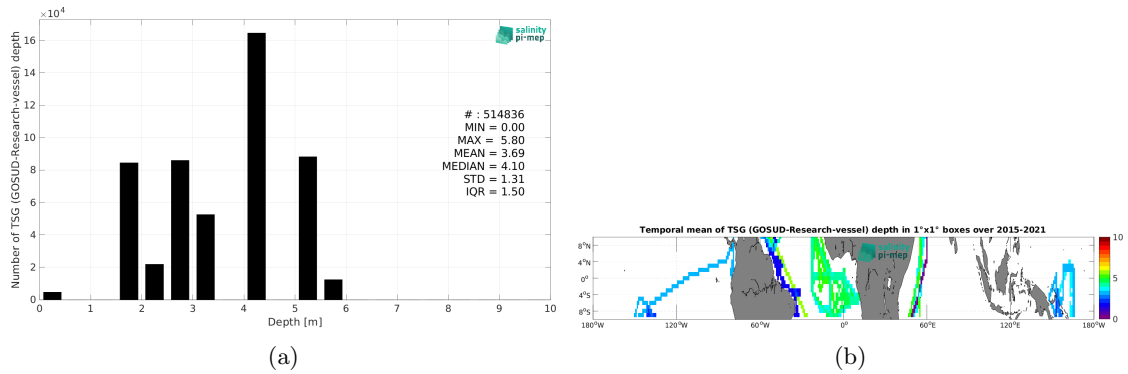 ×10⁴
Number of TSG (GOSUD-Research-vessel) depth
16
14
12
10
8
6
4
2
0
salinity
pi-mep
# : 514836
MIN = 0.00
MAX = 5.80
MEAN = 3.69
MEDIAN = 4.10
STD = 1.31
IQR = 1.50
0 1 2 3 4 5 6 7 8 9 10
Depth [m]
(a)
Temporal mean of TSG (GOSUD-Research-vessel) depth in 1°x1° boxes over 2015-2021
8°N
4°N
0°
4°S
8°S
salinity
pi-mep
180°W 120°W 60°W 0° 60°E 120°E 180°W
10
8
6
4
2
0
(b)